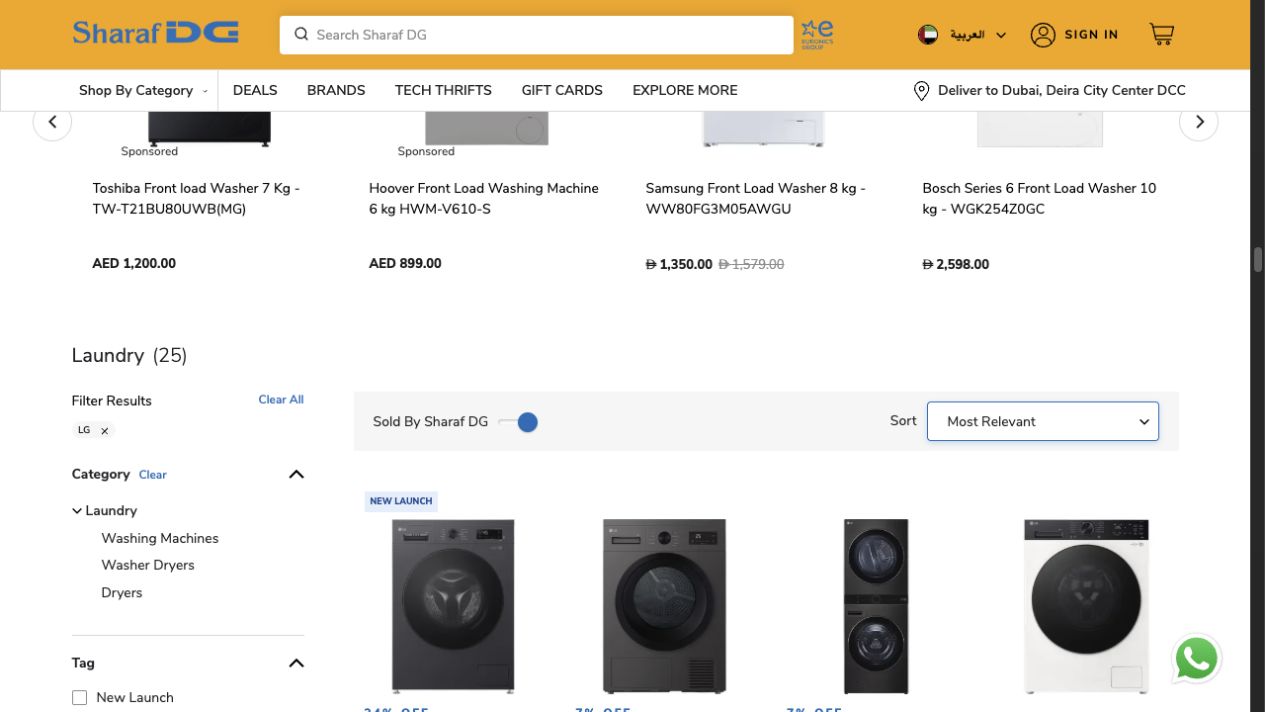 Sharaf DG
Search Sharaf DG
EURONICS
GROUP
العربية
SIGN IN
Shop By Category
DEALS
BRANDS
TECH THRIFTS
GIFT CARDS
EXPLORE MORE
Deliver to Dubai, Deira City Center DCC
Sponsored
Sponsored
Toshiba Front load Washer 7 Kg -
TW-T21BU80UWB(MG)
Hoover Front Load Washing Machine
6 kg HWM-V610-S
Samsung Front Load Washer 8 kg -
WW80FG3M05AWGU
Bosch Series 6 Front Load Washer 10
kg - WGK254Z0GC
AED 1,200.00
AED 899.00
1,350.00 1,579.00
2,598.00
Laundry (25)
Filter Results
Clear All
LG ×
Sold By Sharaf DG
Sort
Most Relevant
Category Clear
Laundry
Washing Machines
Washer Dryers
Dryers
Tag
New Launch
NEW LAUNCH